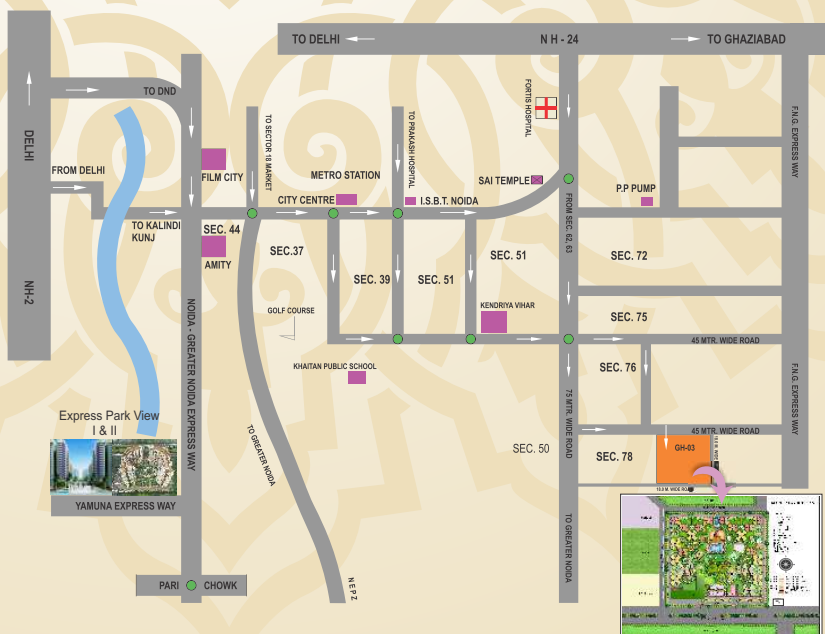 TO DELHI
N H - 24
TO GHAZIABAD
TO DND
FORTIS HOSPITAL
F.N.G. EXPRESS WAY
DELHI
TO SECTOR 18 MARKET
TO PRAKASH HOSPITAL
FROM DELHI
FILM CITY
METRO STATION
SAI TEMPLE
P.P PUMP
CITY CENTRE
I.S.B.T. NOIDA
TO KALINDI
KUNJ
SEC. 44
FROM SEC. 62, 63
AMITY
SEC.37
SEC. 39
SEC. 51
SEC. 51
SEC. 72
NH-2
GOLF COURSE
KENDRIYA VIHAR
SEC. 75
NOIDA - GREATER NOIDA EXPRESS WAY
45 MTR. WIDE ROAD
KHAITAN PUBLIC SCHOOL
SEC. 76
F.N.G. EXPRESS WAY
75 MTR. WIDE ROAD
Express Park View
I & II
TO GREATER NOIDA
45 MTR. WIDE ROAD
SEC. 50
SEC. 78
GH-03
YAMUNA EXPRESS WAY
TO GREATER NOIDA
PARI CHOWK
N E P Z